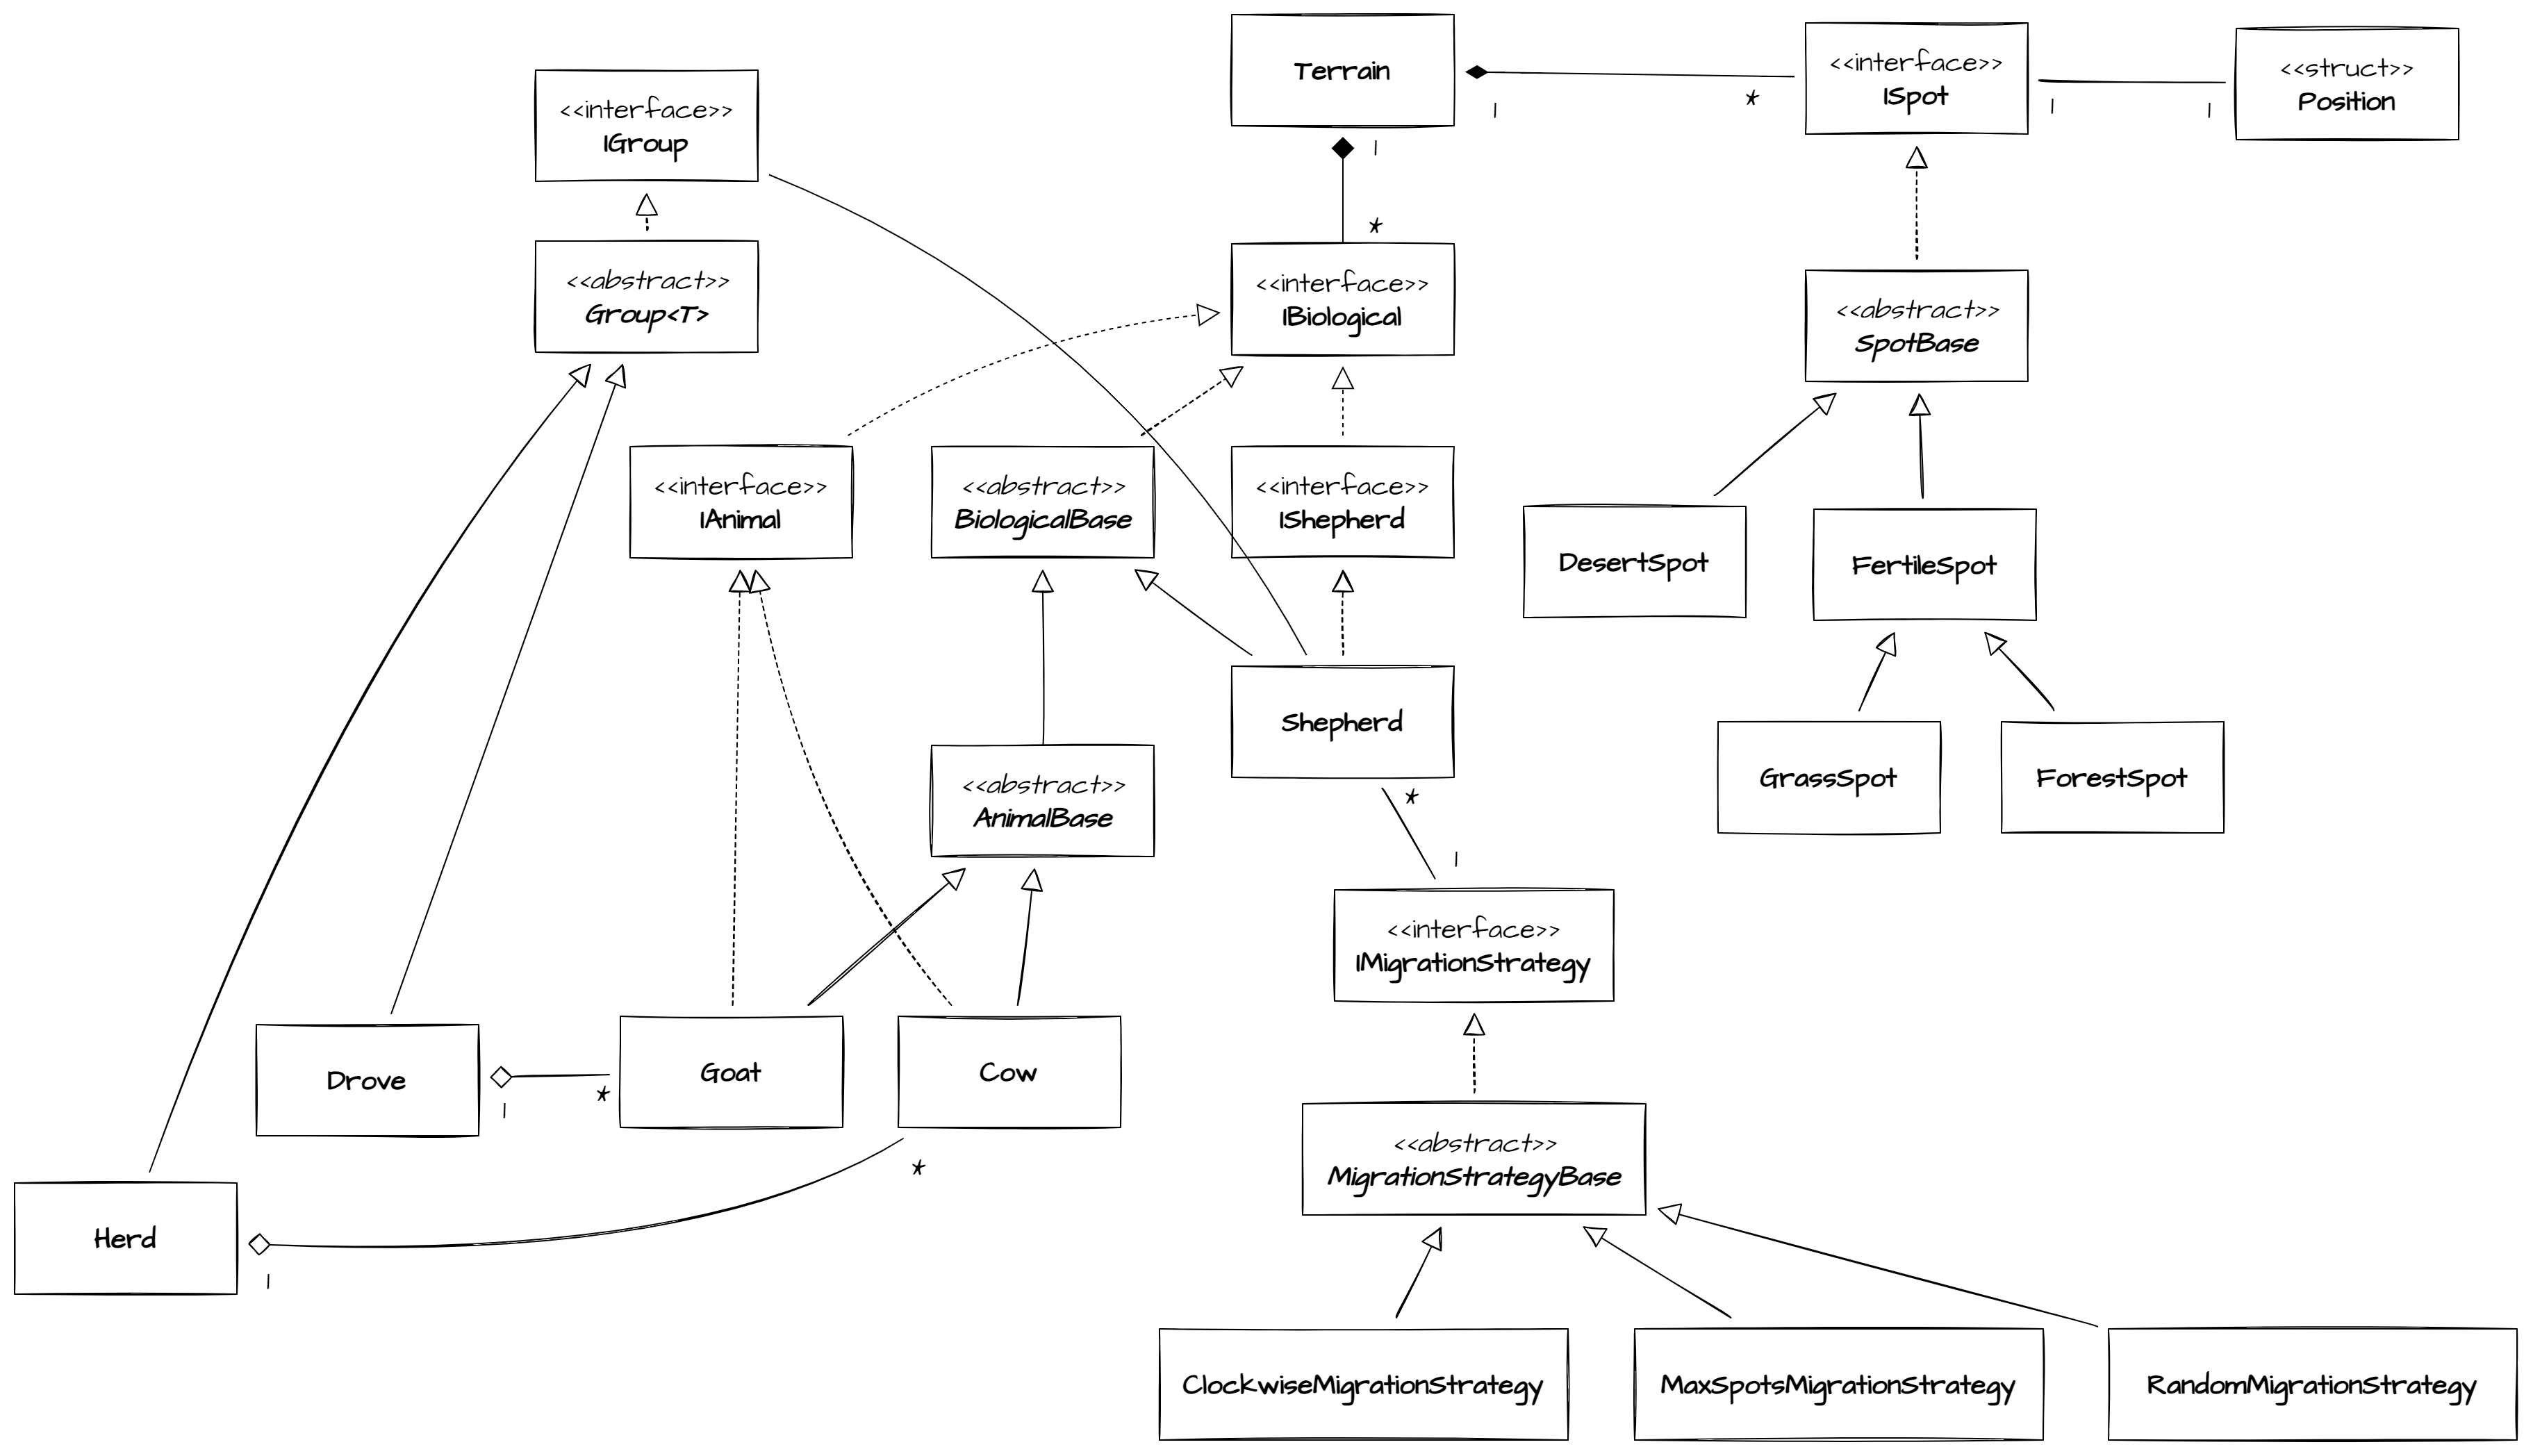 Terrain
<<interface>>
ISpot
<<struct>>
Position
1
*
1
1
<<interface>>
IGroup
1
*
<<abstract>>
Group<T>
<<interface>>
IBiological
<<abstract>>
SpotBase
<<interface>>
IAnimal
<<abstract>>
BiologicalBase
<<interface>>
IShepherd
DesertSpot
FertileSpot
Shepherd
GrassSpot
ForestSpot
<<abstract>>
AnimalBase
*
1
<<interface>>
IMigrationStrategy
Drove
Goat
Cow
1
*
<<abstract>>
MigrationStrategyBase
*
Herd
1
ClockwiseMigrationStrategy
MaxSpotsMigrationStrategy
RandomMigrationStrategy